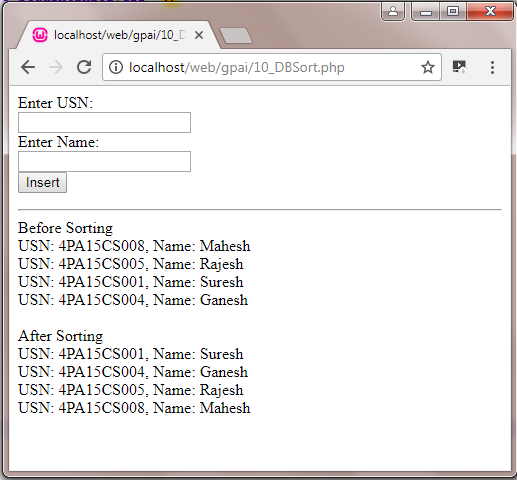 localhost/web/gpai/10_D
localhost/web/gpai/10_DBSort.php
Enter USN:
Enter Name:
Insert
Before Sorting
USN: 4PA15CS008, Name: Mahesh
USN: 4PA15CS005, Name: Rajesh
USN: 4PA15CS001, Name: Suresh
USN: 4PA15CS004, Name: Ganesh
After Sorting
USN: 4PA15CS001, Name: Suresh
USN: 4PA15CS004, Name: Ganesh
USN: 4PA15CS005, Name: Rajesh
USN: 4PA15CS008, Name: Mahesh